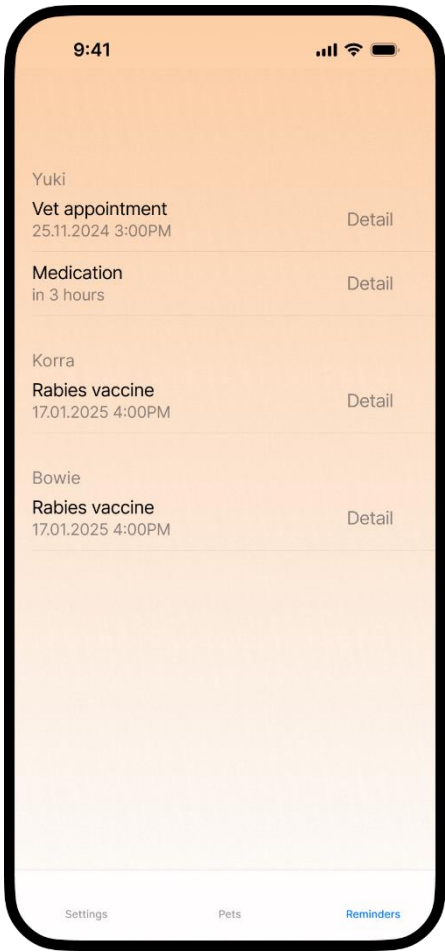 9:41
Yuki
Vet appointment
Detail
25.11.2024 3:00PM
Medication
Detail
in 3 hours
Korra
Rabies vaccine
Detail
17.01.2025 4:00PM
Bowie
Rabies vaccine
Detail
17.01.2025 4:00PM
Settings Pets Reminders